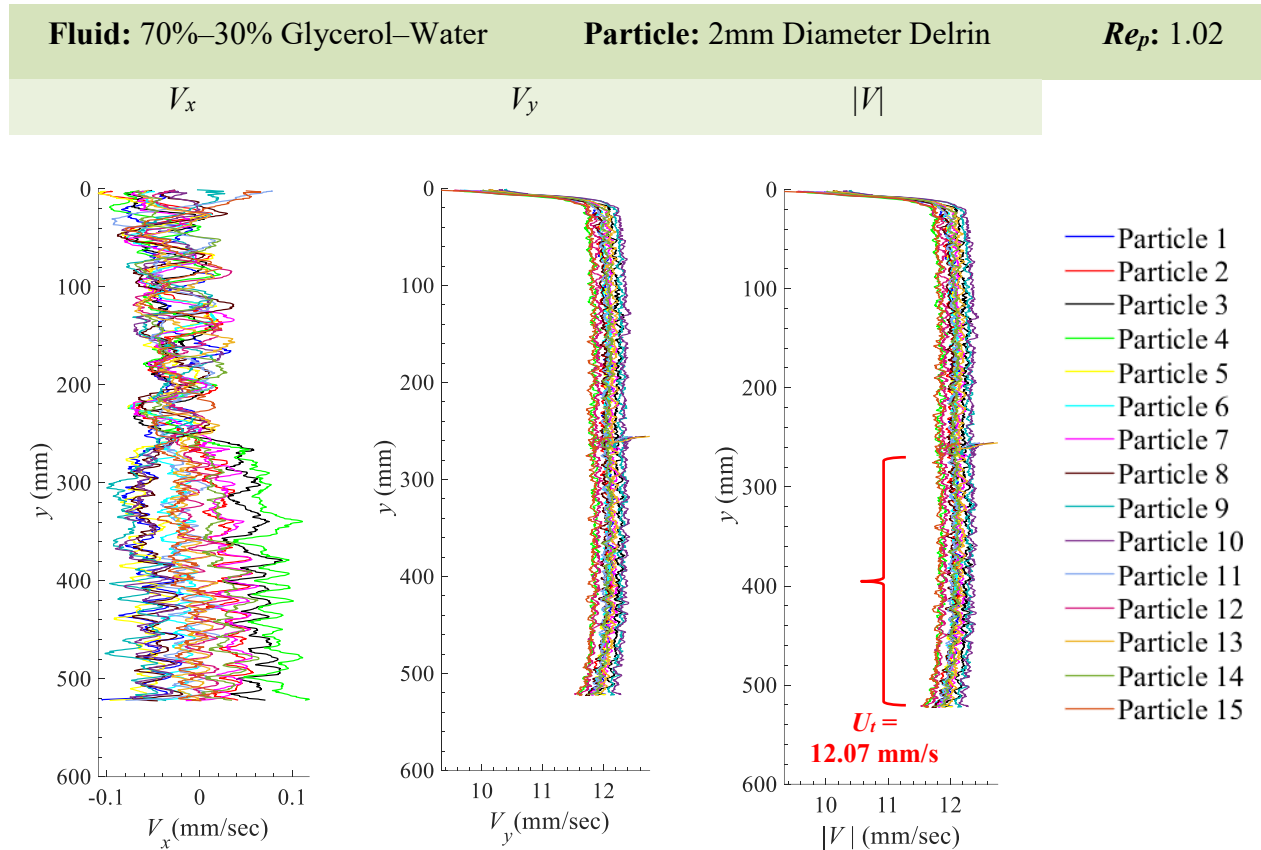 Fluid: 70%–30% Glycerol–Water Particle: 2mm Diameter Delrin Rep: 1.02
Vx Vy |V|
0
100
200
300
400
500
600
y (mm)
-0.1 0 0.1
Vx(mm/sec)
0
100
200
300
400
500
600
y (mm)
10 11 12
Vy(mm/sec)
0
100
200
300
400
500
600
y (mm)
10 11 12
|V| (mm/sec)
Ut =
12.07 mm/s
Particle 1
Particle 2
Particle 3
Particle 4
Particle 5
Particle 6
Particle 7
Particle 8
Particle 9
Particle 10
Particle 11
Particle 12
Particle 13
Particle 14
Particle 15